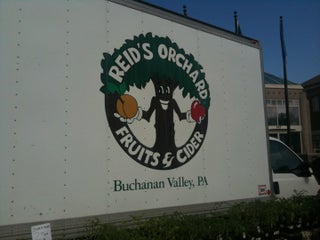 REID'S ORCHARD
FRUITS & CIDER
Buchanan Valley, PA